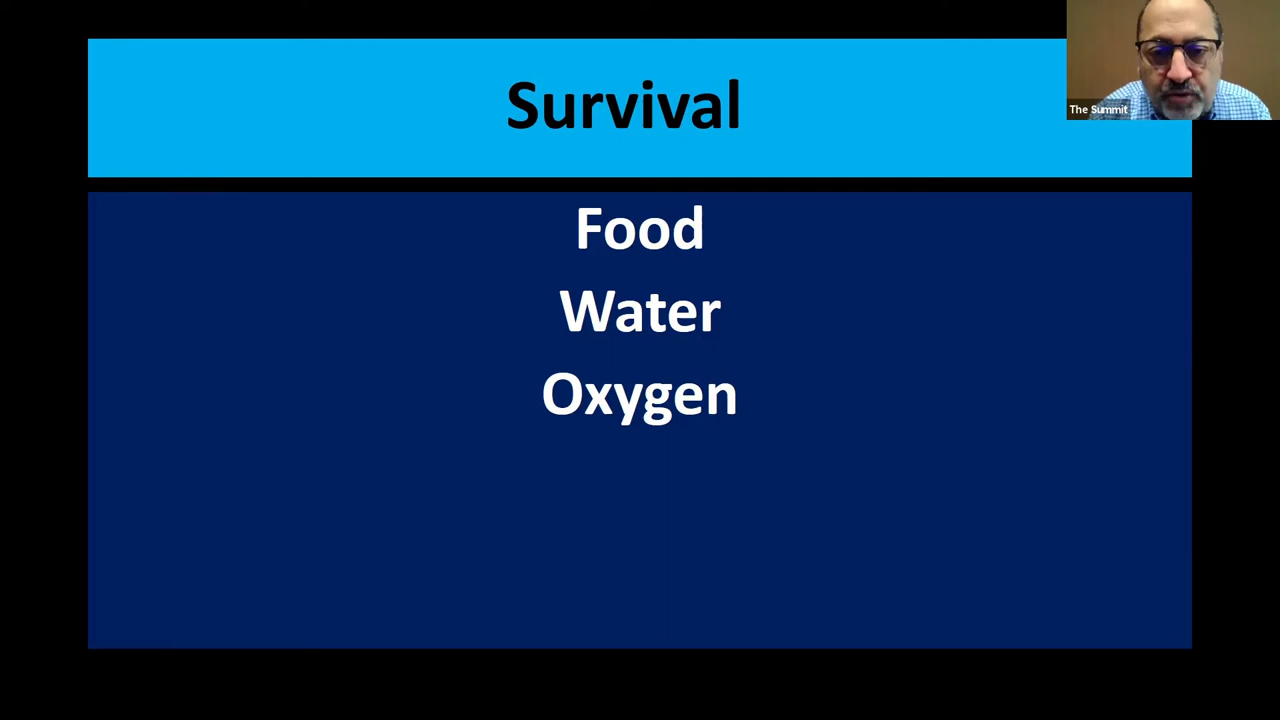 Survival
The Summit
Food
Water
Oxygen